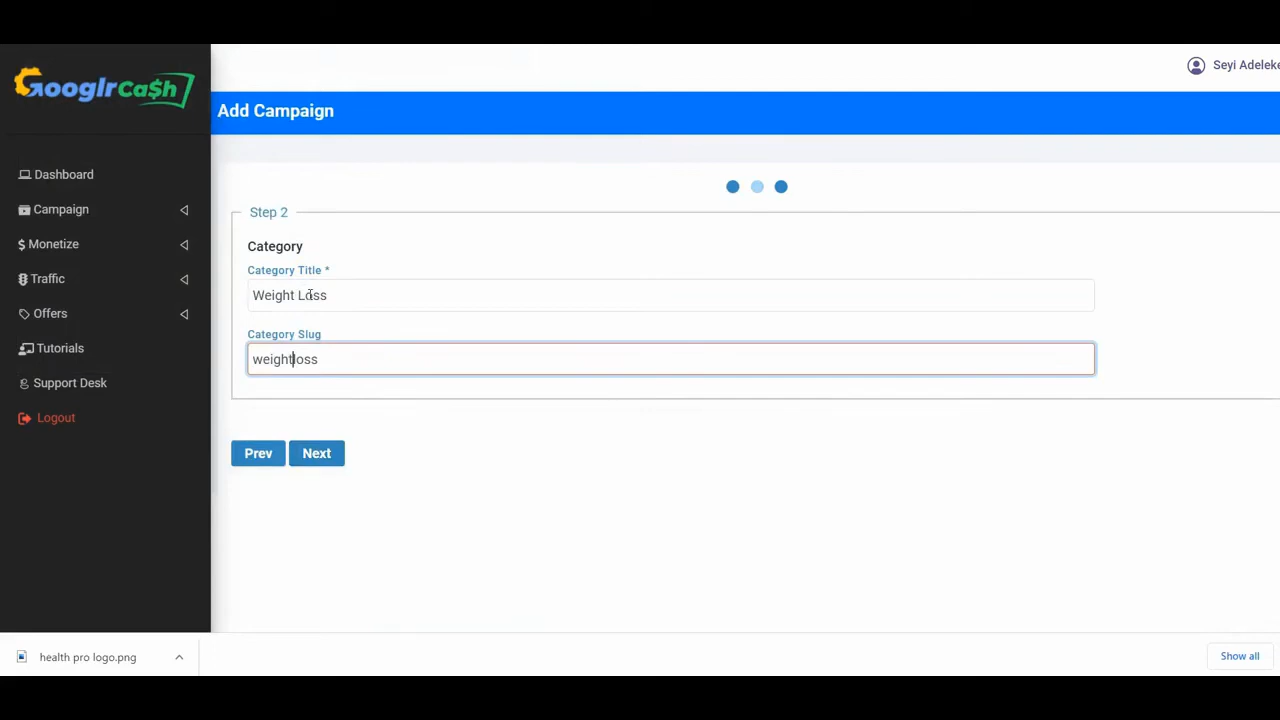 GooglrCa$h
Seyi Adeleke
Add Campaign
Dashboard
Campaign
Monetize
Traffic
Offers
Tutorials
Support Desk
Logout
Step 2
Category
Category Title *
Weight Loss
Category Slug
weightloss
Prev Next
health pro logo.png
Show all